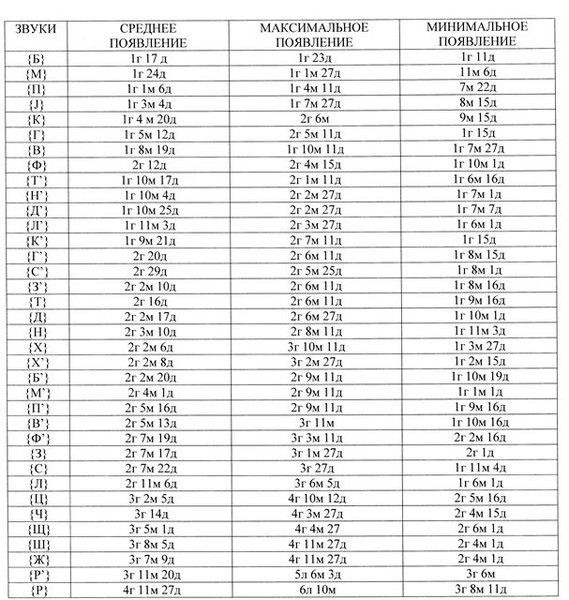 ЗВУКИ СРЕДНЕЕ ПОЯВЛЕНИЕ МАКСИМАЛЬНОЕ ПОЯВЛЕНИЕ МИНИМАЛЬНОЕ ПОЯВЛЕНИЕ
{Б} 1г 17 д 1г 23д 1г 11д
{М} 1г 24д 1г 1м 27д 11м 6д
{П} 1г 1м 6д 1г 4м 11д 7м 22д
{J} 1г 3м 4д 1г 7м 27д 8м 15д
{К} 1г 4 м 20д 2г 6м 9м 15д
{Г} 1г 5м 12д 2г 5м 11д 1г 15д
{В} 1г 8м 19д 1г 10м 11д 1г 7м 27д
{Ф} 2г 12д 2г 4м 15д 1г 10м 1д
{Т’} 1г 10м 17д 2г 1м 11д 1г 6м 16д
{Н’} 1г 10м 4д 2г 2м 27д 1г 7м 1д
{Д’} 1г 10м 25д 2г 2м 27д 1г 7м 7д
{Л’} 1г 11м 3д 2г 3м 27д 1г 6м 1д
{К’} 1г 9м 21д 2г 7м 11д 1г 15д
{Г’} 2г 20д 2г 6м 11д 1г 8м 15д
{С’} 2г 29д 2г 5м 25д 1г 8м 1д
{З’} 2г 2м 10д 2г 6м 11д 1г 8м 16д
{Т} 2г 16д 2г 6м 11д 1г 9м 16д
{Д} 2г 2м 17д 2г 6м 27д 1г 10м 1д
{Н} 2г 3м 10д 2г 8м 11д 1г 11м 3д
{Х} 2г 2м 6д 3г 10м 11д 1г 3м 27д
{Х’} 2г 2м 8д 3г 2м 27д 1г 2м 15д
{Б’} 2г 2м 20д 2г 9м 11д 1г 10м 19д
{М’} 2г 4м 1д 2г 9м 11д 1г 1м 1д
{П’} 2г 5м 16д 2г 9м 11д 1г 9м 16д
{В’} 2г 5м 13д 3г 11м 1г 10м 16д
{Ф’} 2г 7м 19д 3г 3м 11д 2г 2м 16д
{З} 2г 7м 17д 3г 1м 27д 2г 1д
{С} 2г 7м 22д 3г 27д 1г 11м 4д
{Л} 2г 11м 6д 3г 6м 5д 1г 6м 1д
{Ц} 3г 2м 5д 4г 10м 12д 2г 5м 16д
{Ч} 3г 14д 4г 3м 27д 2г 4м 15д
{Щ} 3г 5м 1д 4г 4м 27 2г 6м 1д
{Ш} 3г 8м 5д 4г 11м 27д 2г 4м 1д
{Ж} 3г 7м 9д 4г 11м 27д 2г 4м 1д
{Р’} 3г 11м 20д 5л 6м 3д 3г 6м
{Р} 4г 11м 27д 6л 10м 3г 8м 11д